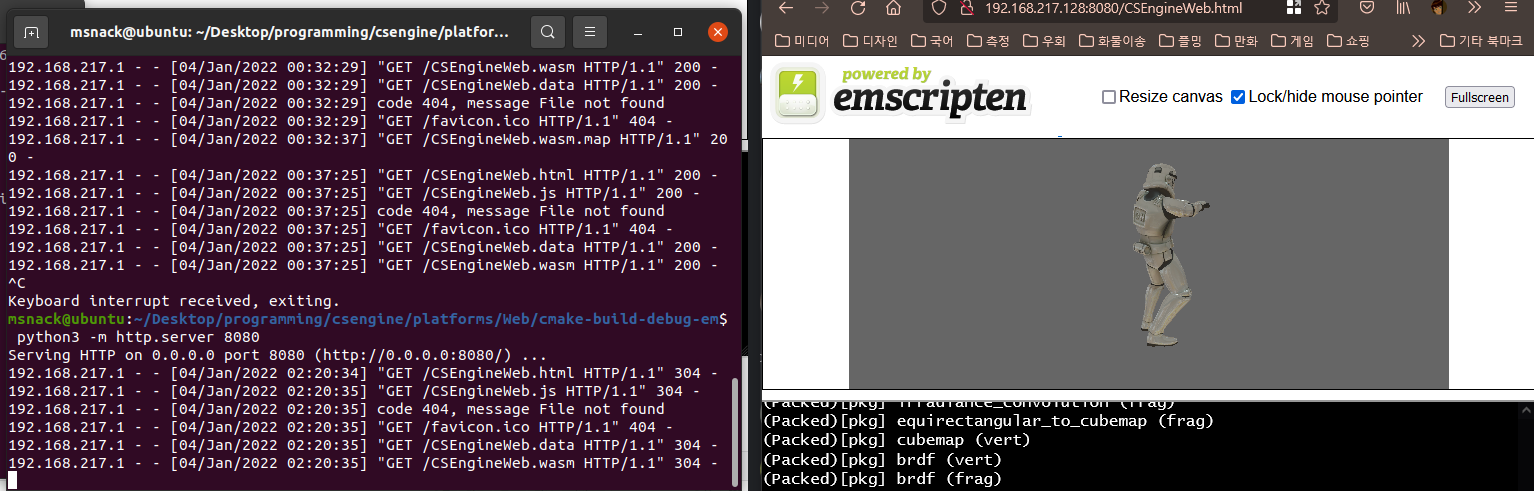 msnack@ubuntu: ~/Desktop/programming/csengine/platfor...
192.168.217.1 - - [04/Jan/2022 00:32:29] "GET /CSEngineWeb.wasm HTTP/1.1" 200 -
192.168.217.1 - - [04/Jan/2022 00:32:29] "GET /CSEngineWeb.data HTTP/1.1" 200 -
192.168.217.1 - - [04/Jan/2022 00:32:29] code 404, message File not found
192.168.217.1 - - [04/Jan/2022 00:32:29] "GET /favicon.ico HTTP/1.1" 404 -
192.168.217.1 - - [04/Jan/2022 00:32:37] "GET /CSEngineWeb.wasm.map HTTP/1.1" 20
0 -
192.168.217.1 - - [04/Jan/2022 00:37:25] "GET /CSEngineWeb.html HTTP/1.1" 200 -
192.168.217.1 - - [04/Jan/2022 00:37:25] "GET /CSEngineWeb.js HTTP/1.1" 200 -
192.168.217.1 - - [04/Jan/2022 00:37:25] code 404, message File not found
192.168.217.1 - - [04/Jan/2022 00:37:25] "GET /favicon.ico HTTP/1.1" 404 -
192.168.217.1 - - [04/Jan/2022 00:37:25] "GET /CSEngineWeb.data HTTP/1.1" 200 -
192.168.217.1 - - [04/Jan/2022 00:37:25] "GET /CSEngineWeb.wasm HTTP/1.1" 200 -
^C
Keyboard interrupt received, exiting.
msnack@ubuntu:~/Desktop/programming/csengine/platforms/Web/cmake-build-debug-em$
python3 -m http.server 8080
Serving HTTP on 0.0.0.0 port 8080 (http://0.0.0.0:8080/) ...
192.168.217.1 - - [04/Jan/2022 02:20:34] "GET /CSEngineWeb.html HTTP/1.1" 304 -
192.168.217.1 - - [04/Jan/2022 02:20:35] "GET /CSEngineWeb.js HTTP/1.1" 304 -
192.168.217.1 - - [04/Jan/2022 02:20:35] code 404, message File not found
192.168.217.1 - - [04/Jan/2022 02:20:35] "GET /favicon.ico HTTP/1.1" 404 -
192.168.217.1 - - [04/Jan/2022 02:20:35] "GET /CSEngineWeb.data HTTP/1.1" 304 -
192.168.217.1 - - [04/Jan/2022 02:20:35] "GET /CSEngineWeb.wasm HTTP/1.1" 304 -
192.168.217.128:8080/CSEngineWeb.html
미디어 디자인 국어 측정 우회 화물이송 플밍 만화 게임 쇼핑 기타 북마크
powered by
emscripten
Resize canvas Lock/hide mouse pointer Fullscreen
(Packed)[pkg] irradiance_convolution (frag)
(Packed)[pkg] equirectangular_to_cubemap (frag)
(Packed)[pkg] cubemap (vert)
(Packed)[pkg] brdf (vert)
(Packed)[pkg] brdf (frag)